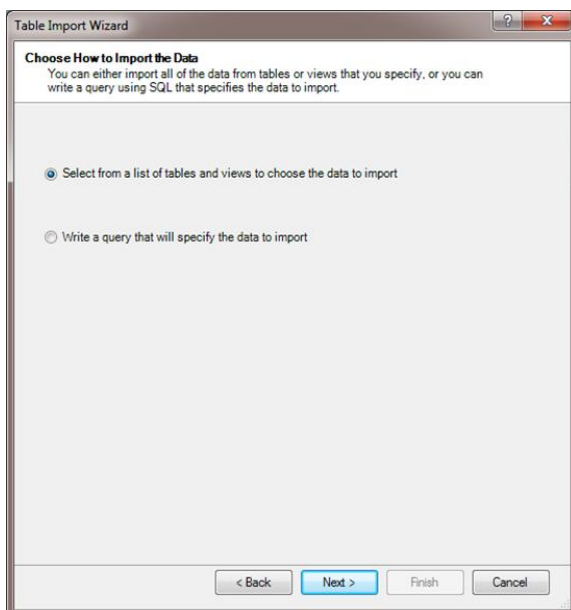 Table Import Wizard
Choose How to Import the Data
You can either import all of the data from tables or views that you specify, or you can
write a query using SQL that specifies the data to import.
Select from a list of tables and views to choose the data to import
Write a query that will specify the data to import
< Back Next > Finish Cancel